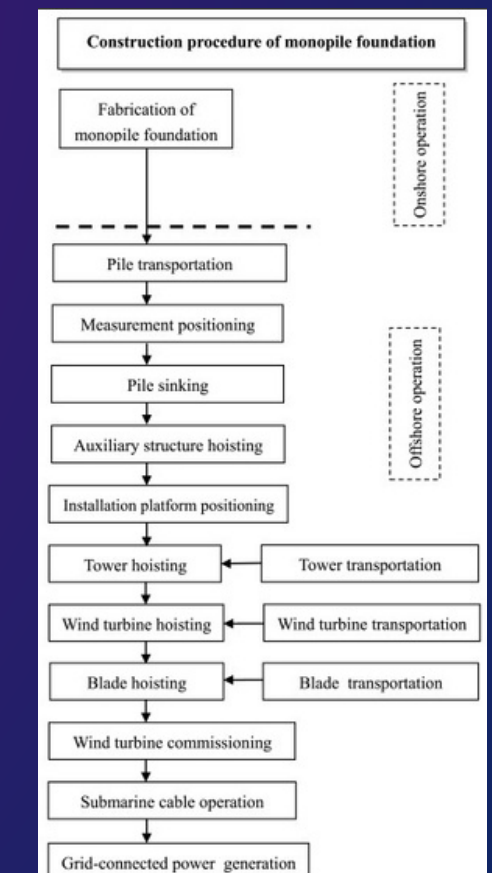 Construction procedure of monopile foundation
Fabrication of
monopile foundation
Onshore operation
Pile transportation
Measurement positioning
Pile sinking
Offshore operation
Auxiliary structure hoisting
Installation platform positioning
Tower hoisting
Tower transportation
Wind turbine hoisting
Wind turbine transportation
Blade hoisting
Blade transportation
Wind turbine commissioning
Submarine cable operation
Grid-connected power generation